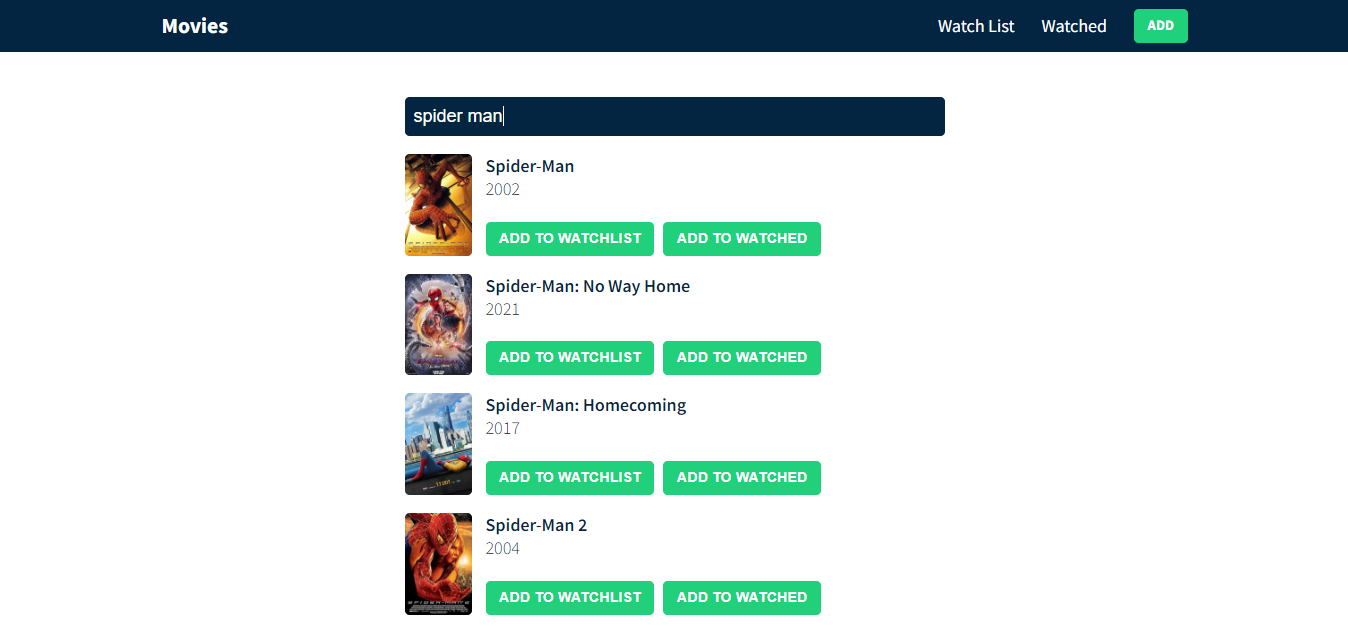 Movies
Watch List
Watched
ADD
spider man
Spider-Man
2002
ADD TO WATCHLIST
ADD TO WATCHED
Spider-Man: No Way Home
2021
ADD TO WATCHLIST
ADD TO WATCHED
Spider-Man: Homecoming
2017
ADD TO WATCHLIST
ADD TO WATCHED
Spider-Man 2
2004
ADD TO WATCHLIST
ADD TO WATCHED